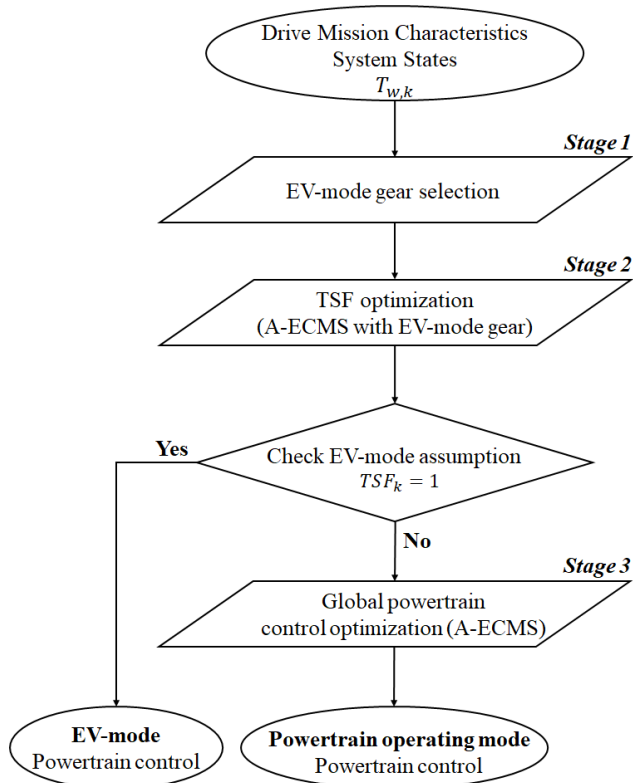 Drive Mission Characteristics
System States
T_{w,k}
Stage 1
EV-mode gear selection
Stage 2
TSF optimization
(A-ECMS with EV-mode gear)
Yes
Check EV-mode assumption
TSF_k = 1
No
Stage 3
Global powertrain
control optimization (A-ECMS)
EV-mode
Powertrain control
Powertrain operating mode
Powertrain control